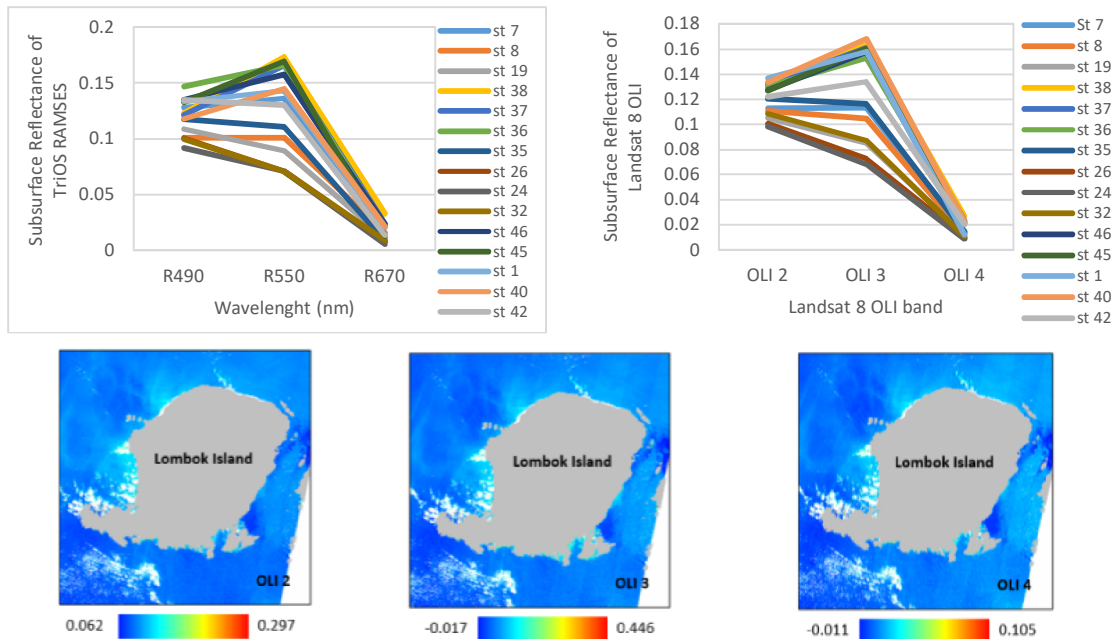 Subsurface Reflectance of
TriOS RAMSES
0.2
0.15
0.1
0.05
0
R490 R550 R670
Wavelenght (nm)
st 7
st 8
st 19
st 38
st 37
st 36
st 35
st 26
st 24
st 32
st 46
st 45
st 1
st 40
st 42
Subsurface Reflectance of
Landsat 8 OLI
0.18
0.16
0.14
0.12
0.1
0.08
0.06
0.04
0.02
0
OLI 2 OLI 3 OLI 4
Landsat 8 OLI band
St 7
st 8
st 19
st 38
st 37
st 36
st 35
st 26
st 24
st 32
st 46
st 45
st 1
st 40
st 42
Lombok Island
OLI 2
0.062 0.297
Lombok Island
OLI 3
-0.017 0.446
Lombok Island
OLI 4
-0.011 0.105